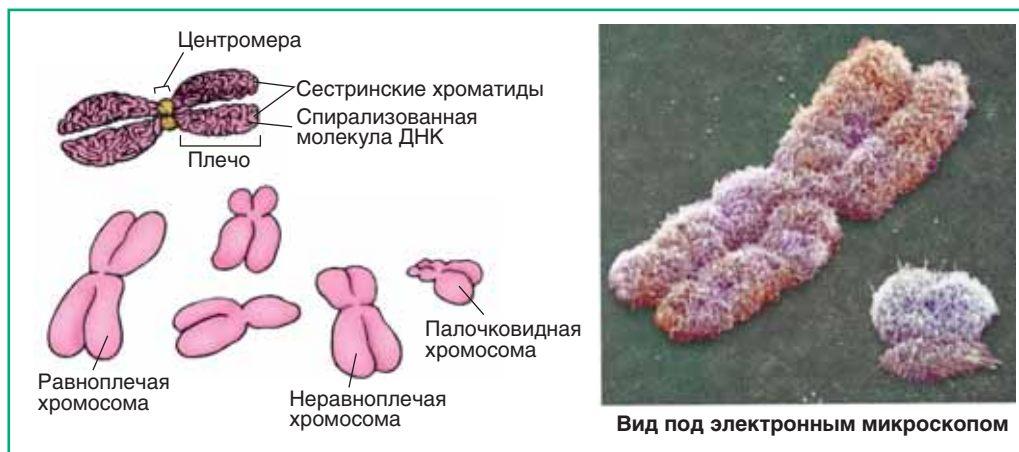 Центромера
Сестринские хроматиды
Спирализованная
молекула ДНК
Плечо
Палочковидная
хромосома
Равноплечая
хромосома
Неравноплечая
хромосома
Вид под электронным микроскопом